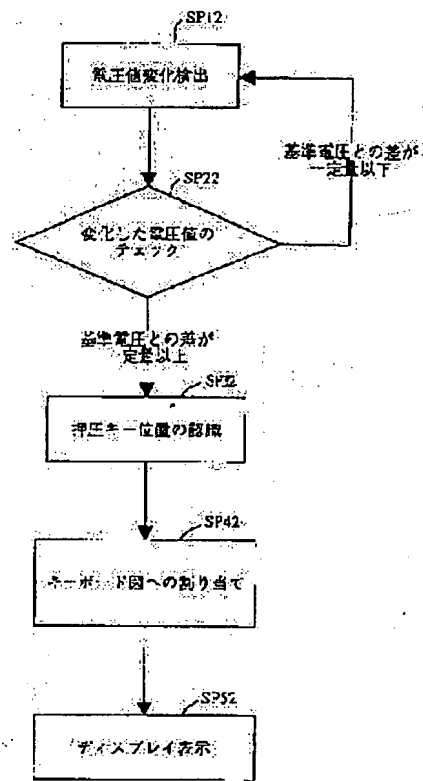 SP12
電圧値変化検出
基準電圧との差が
一定量以下
SP22
変化した電圧値の
チェック
基準電圧との差が
一定量以上
SP32
押圧キー位置の認識
SP42
キーボード図への割り当て
SP52
ディスプレイ表示